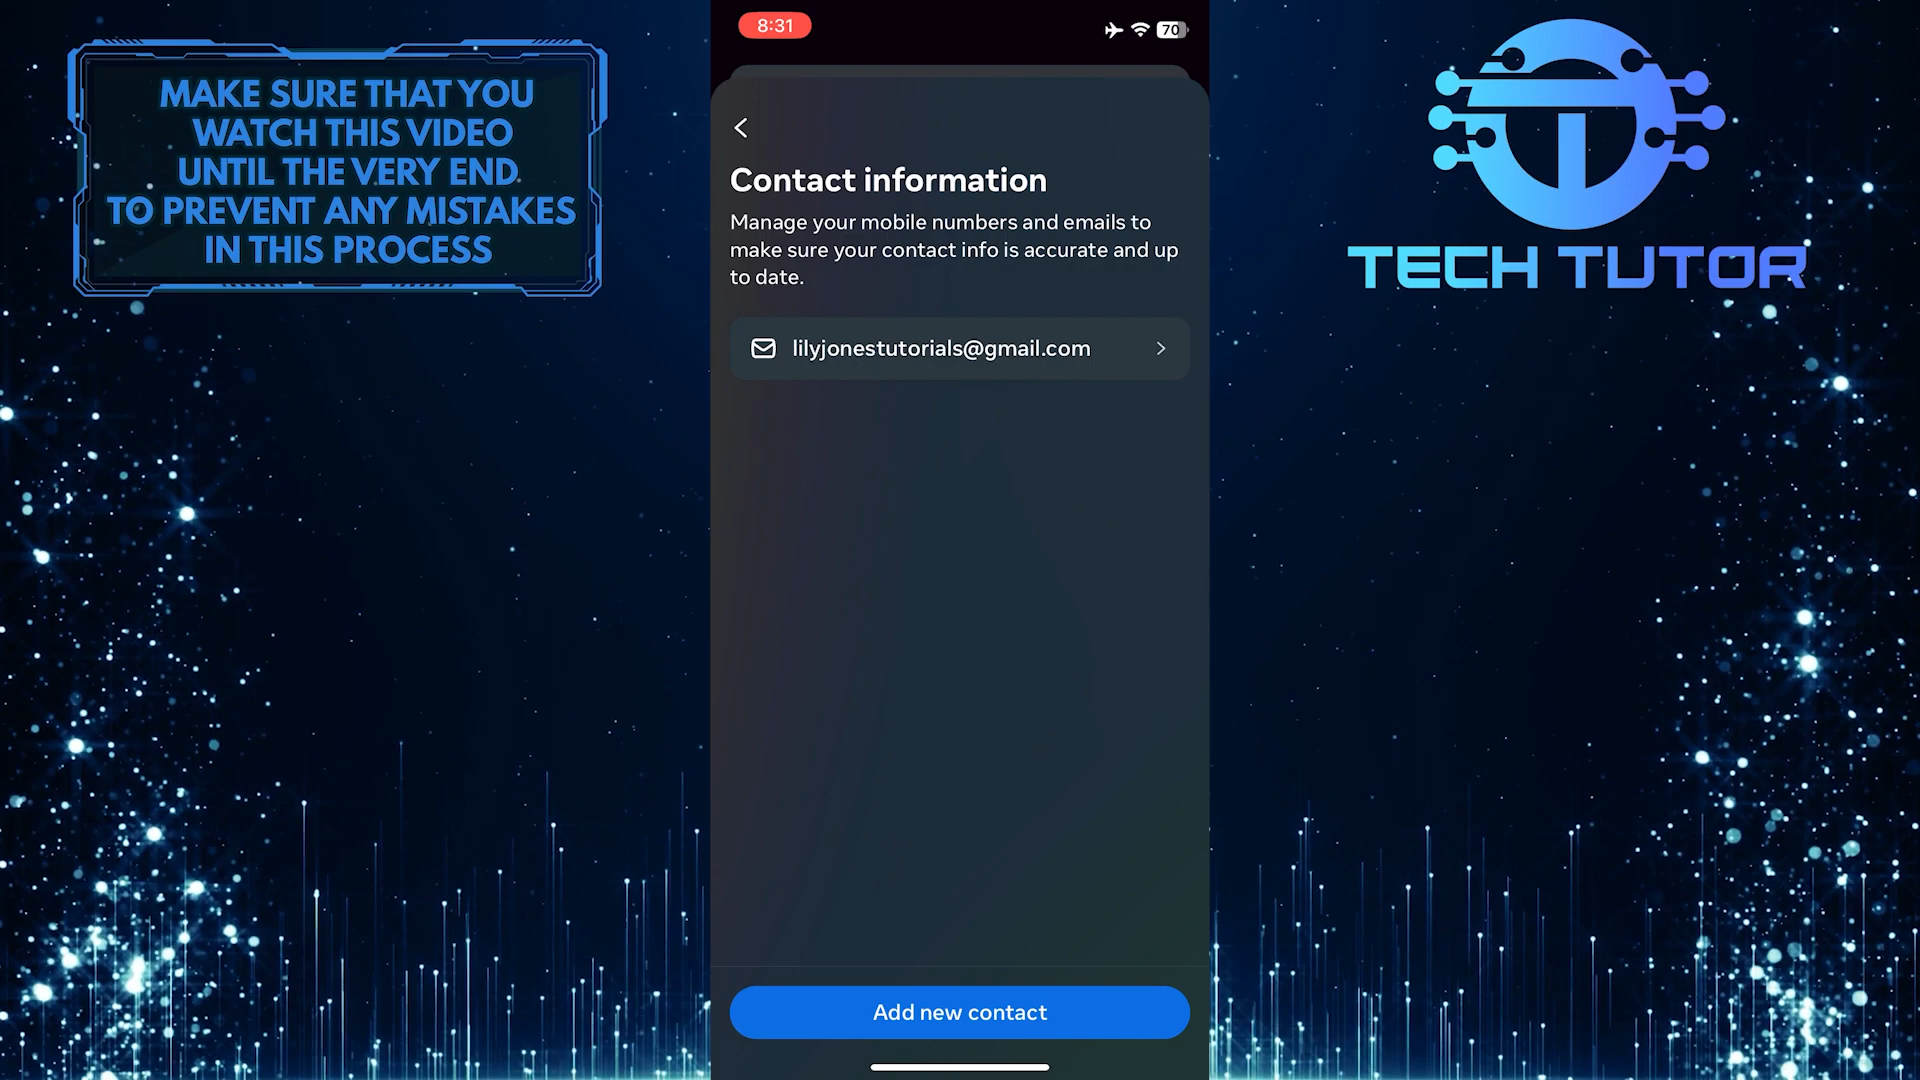 MAKE SURE THAT YOU
WATCH THIS VIDEO
UNTIL THE VERY END
TO PREVENT ANY MISTAKES
IN THIS PROCESS
8:31
70
Contact information
Manage your mobile numbers and emails to
make sure your contact info is accurate and up
to date.
lilyjonestutorials@gmail.com
Add new contact
TECH TUTOR